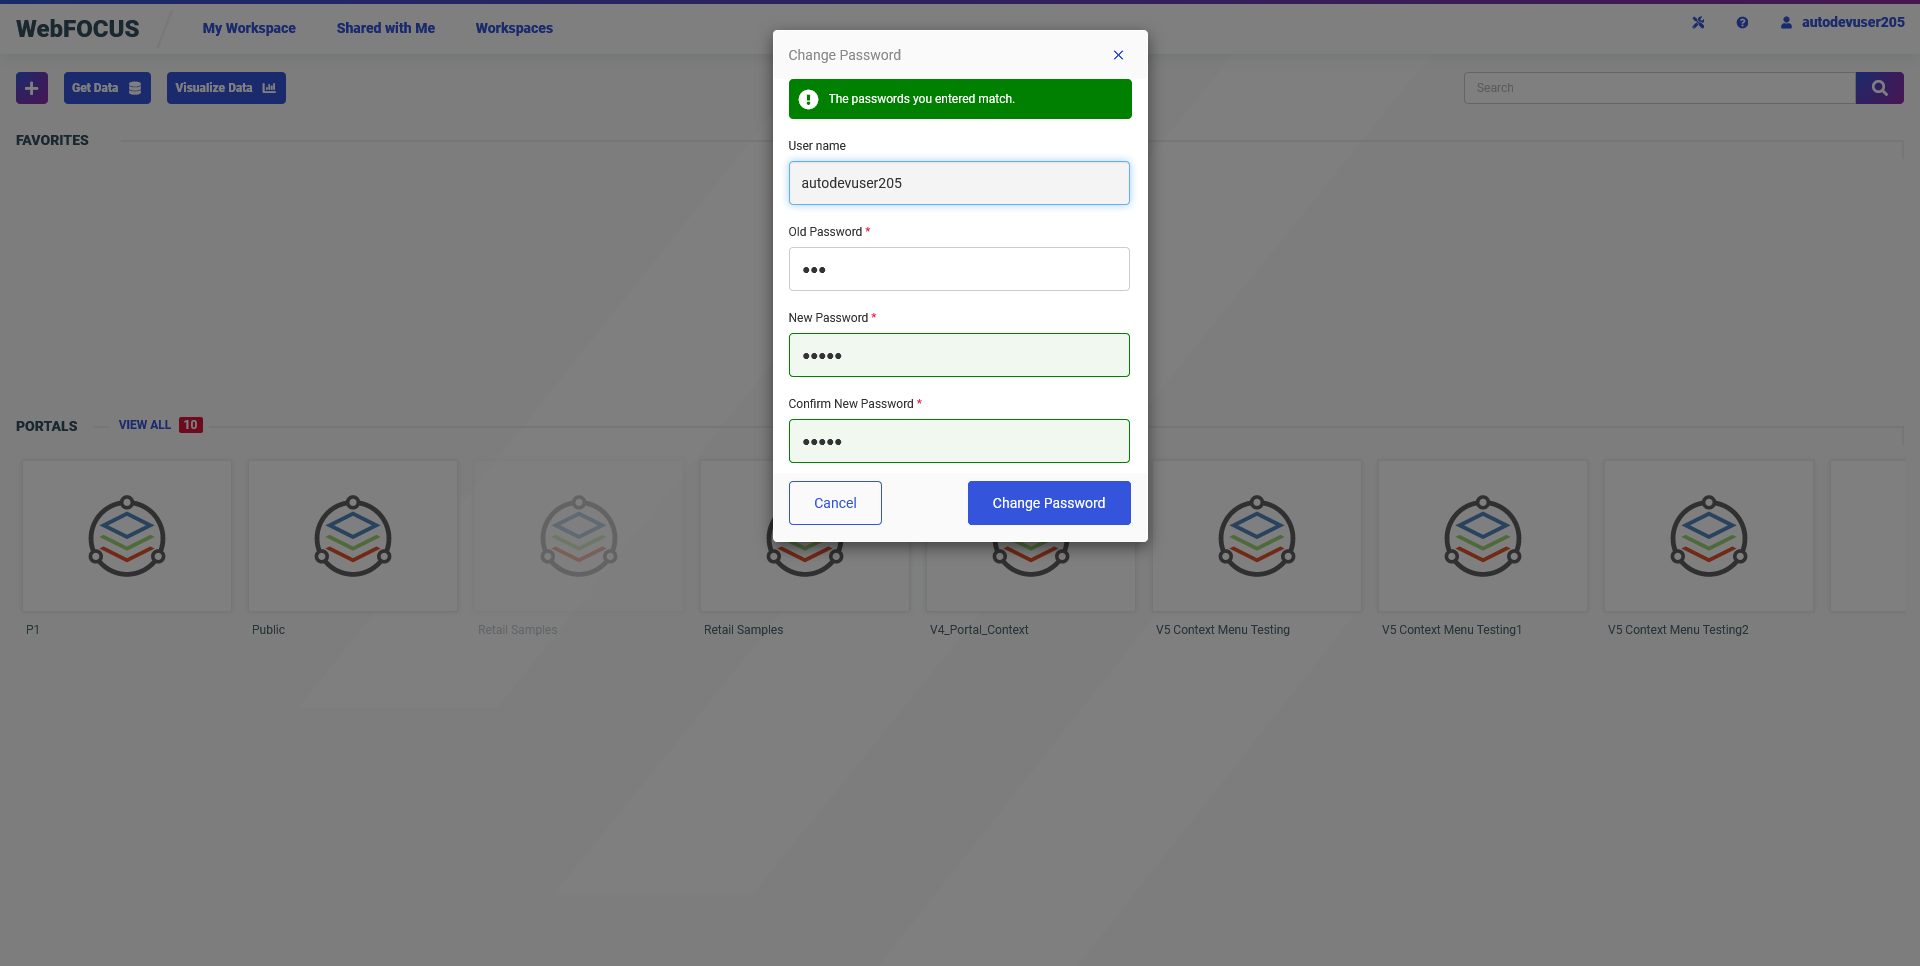 WebFOCUS
My Workspace
Shared with Me
Workspaces
autodevuser205
Get Data
Visualize Data
Search
FAVORITES
Change Password
The passwords you entered match.
User name
autodevuser205
Old Password *
•••
New Password *
•••••
Confirm New Password *
•••••
Cancel
Change Password
PORTALS
VIEW ALL 10
P1
Public
Retail Samples
Retail Samples
V4_Portal_Context
V5 Context Menu Testing
V5 Context Menu Testing1
V5 Context Menu Testing2